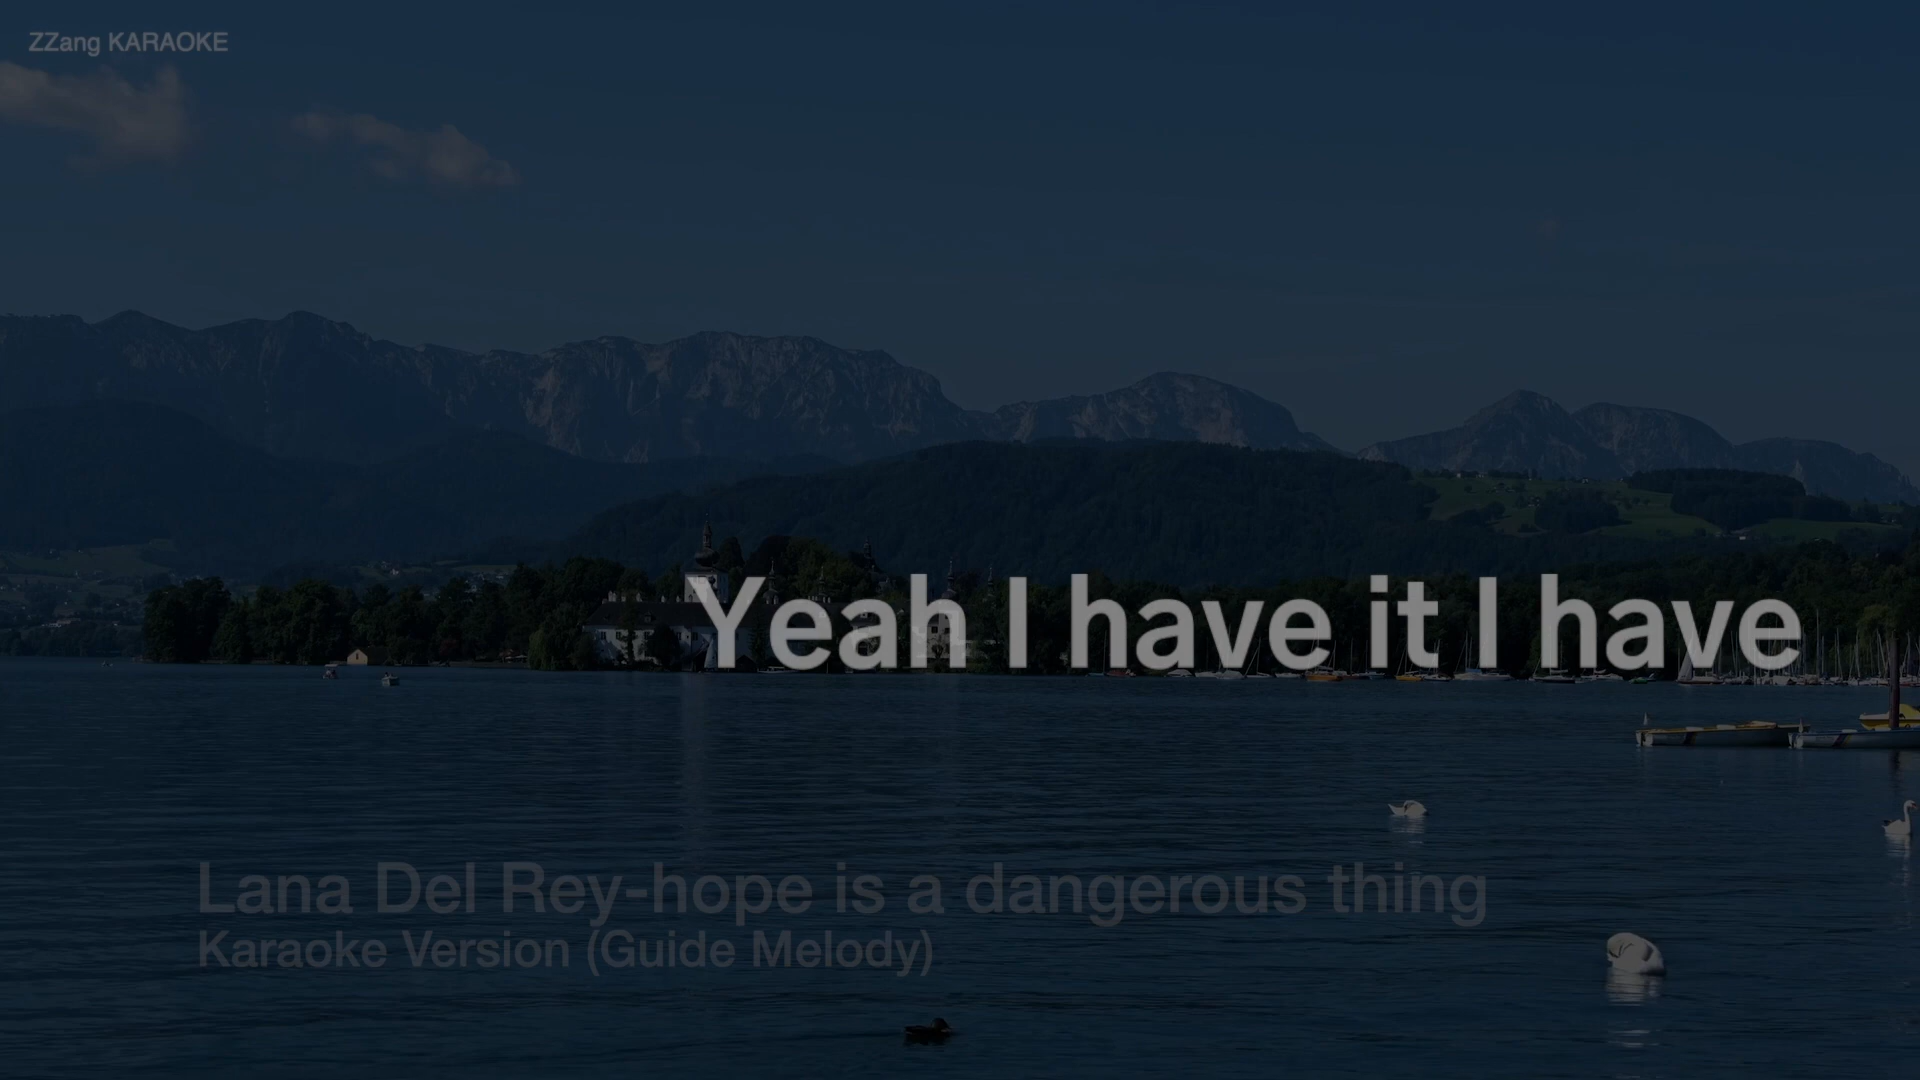 ZZang KARAOKE
Yeah I have it I have
Lana Del Rey-hope is a dangerous thing
Karaoke Version (Guide Melody)